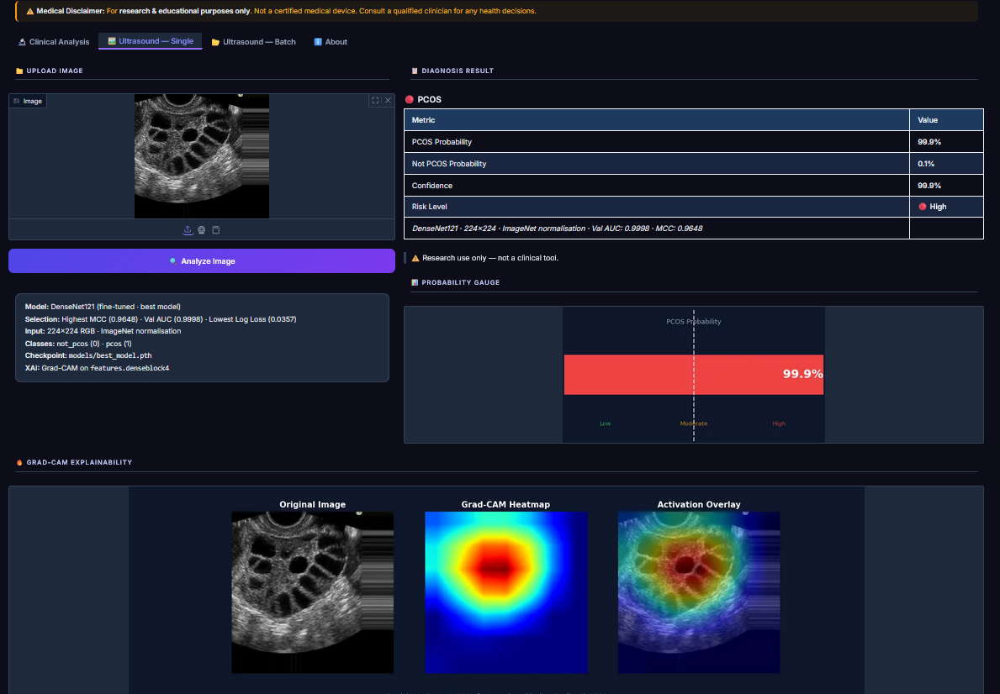 ⚠ Medical Disclaimer: For research & educational purposes only. Not a certified medical device. Consult a qualified clinician for any health decisions.
Clinical Analysis
Ultrasound — Single
Ultrasound — Batch
About
UPLOAD IMAGE
Image
Analyze Image
Model: DenseNet121 (fine-tuned · best model)
Selection: Highest MCC (0.9648) · Val AUC (0.9998) · Lowest Log Loss (0.0357)
Input: 224×224 RGB · ImageNet normalisation
Classes: not_pcos (0) · pcos (1)
Checkpoint: models/best_model.pth
XAI: Grad-CAM on features.denseblock4
DIAGNOSIS RESULT
PCOS
Metric Value
PCOS Probability 99.9%
Not PCOS Probability 0.1%
Confidence 99.9%
Risk Level High
DenseNet121 · 224×224 · ImageNet normalisation · Val AUC: 0.9998 · MCC: 0.9648
⚠ Research use only — not a clinical tool.
PROBABILITY GAUGE
PCOS Probability
99.9%
Low Moderate High
GRAD-CAM EXPLAINABILITY
Original Image Grad-CAM Heatmap Activation Overlay